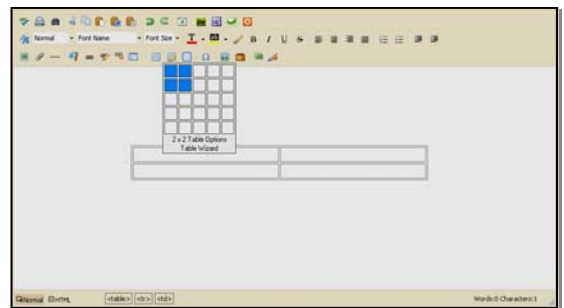 Normal Font Name Font Size T B I U S
2 x 2 Table Options
Table Wizard
Normal HTML <table> <tr> <td> Words:0 Characters:1